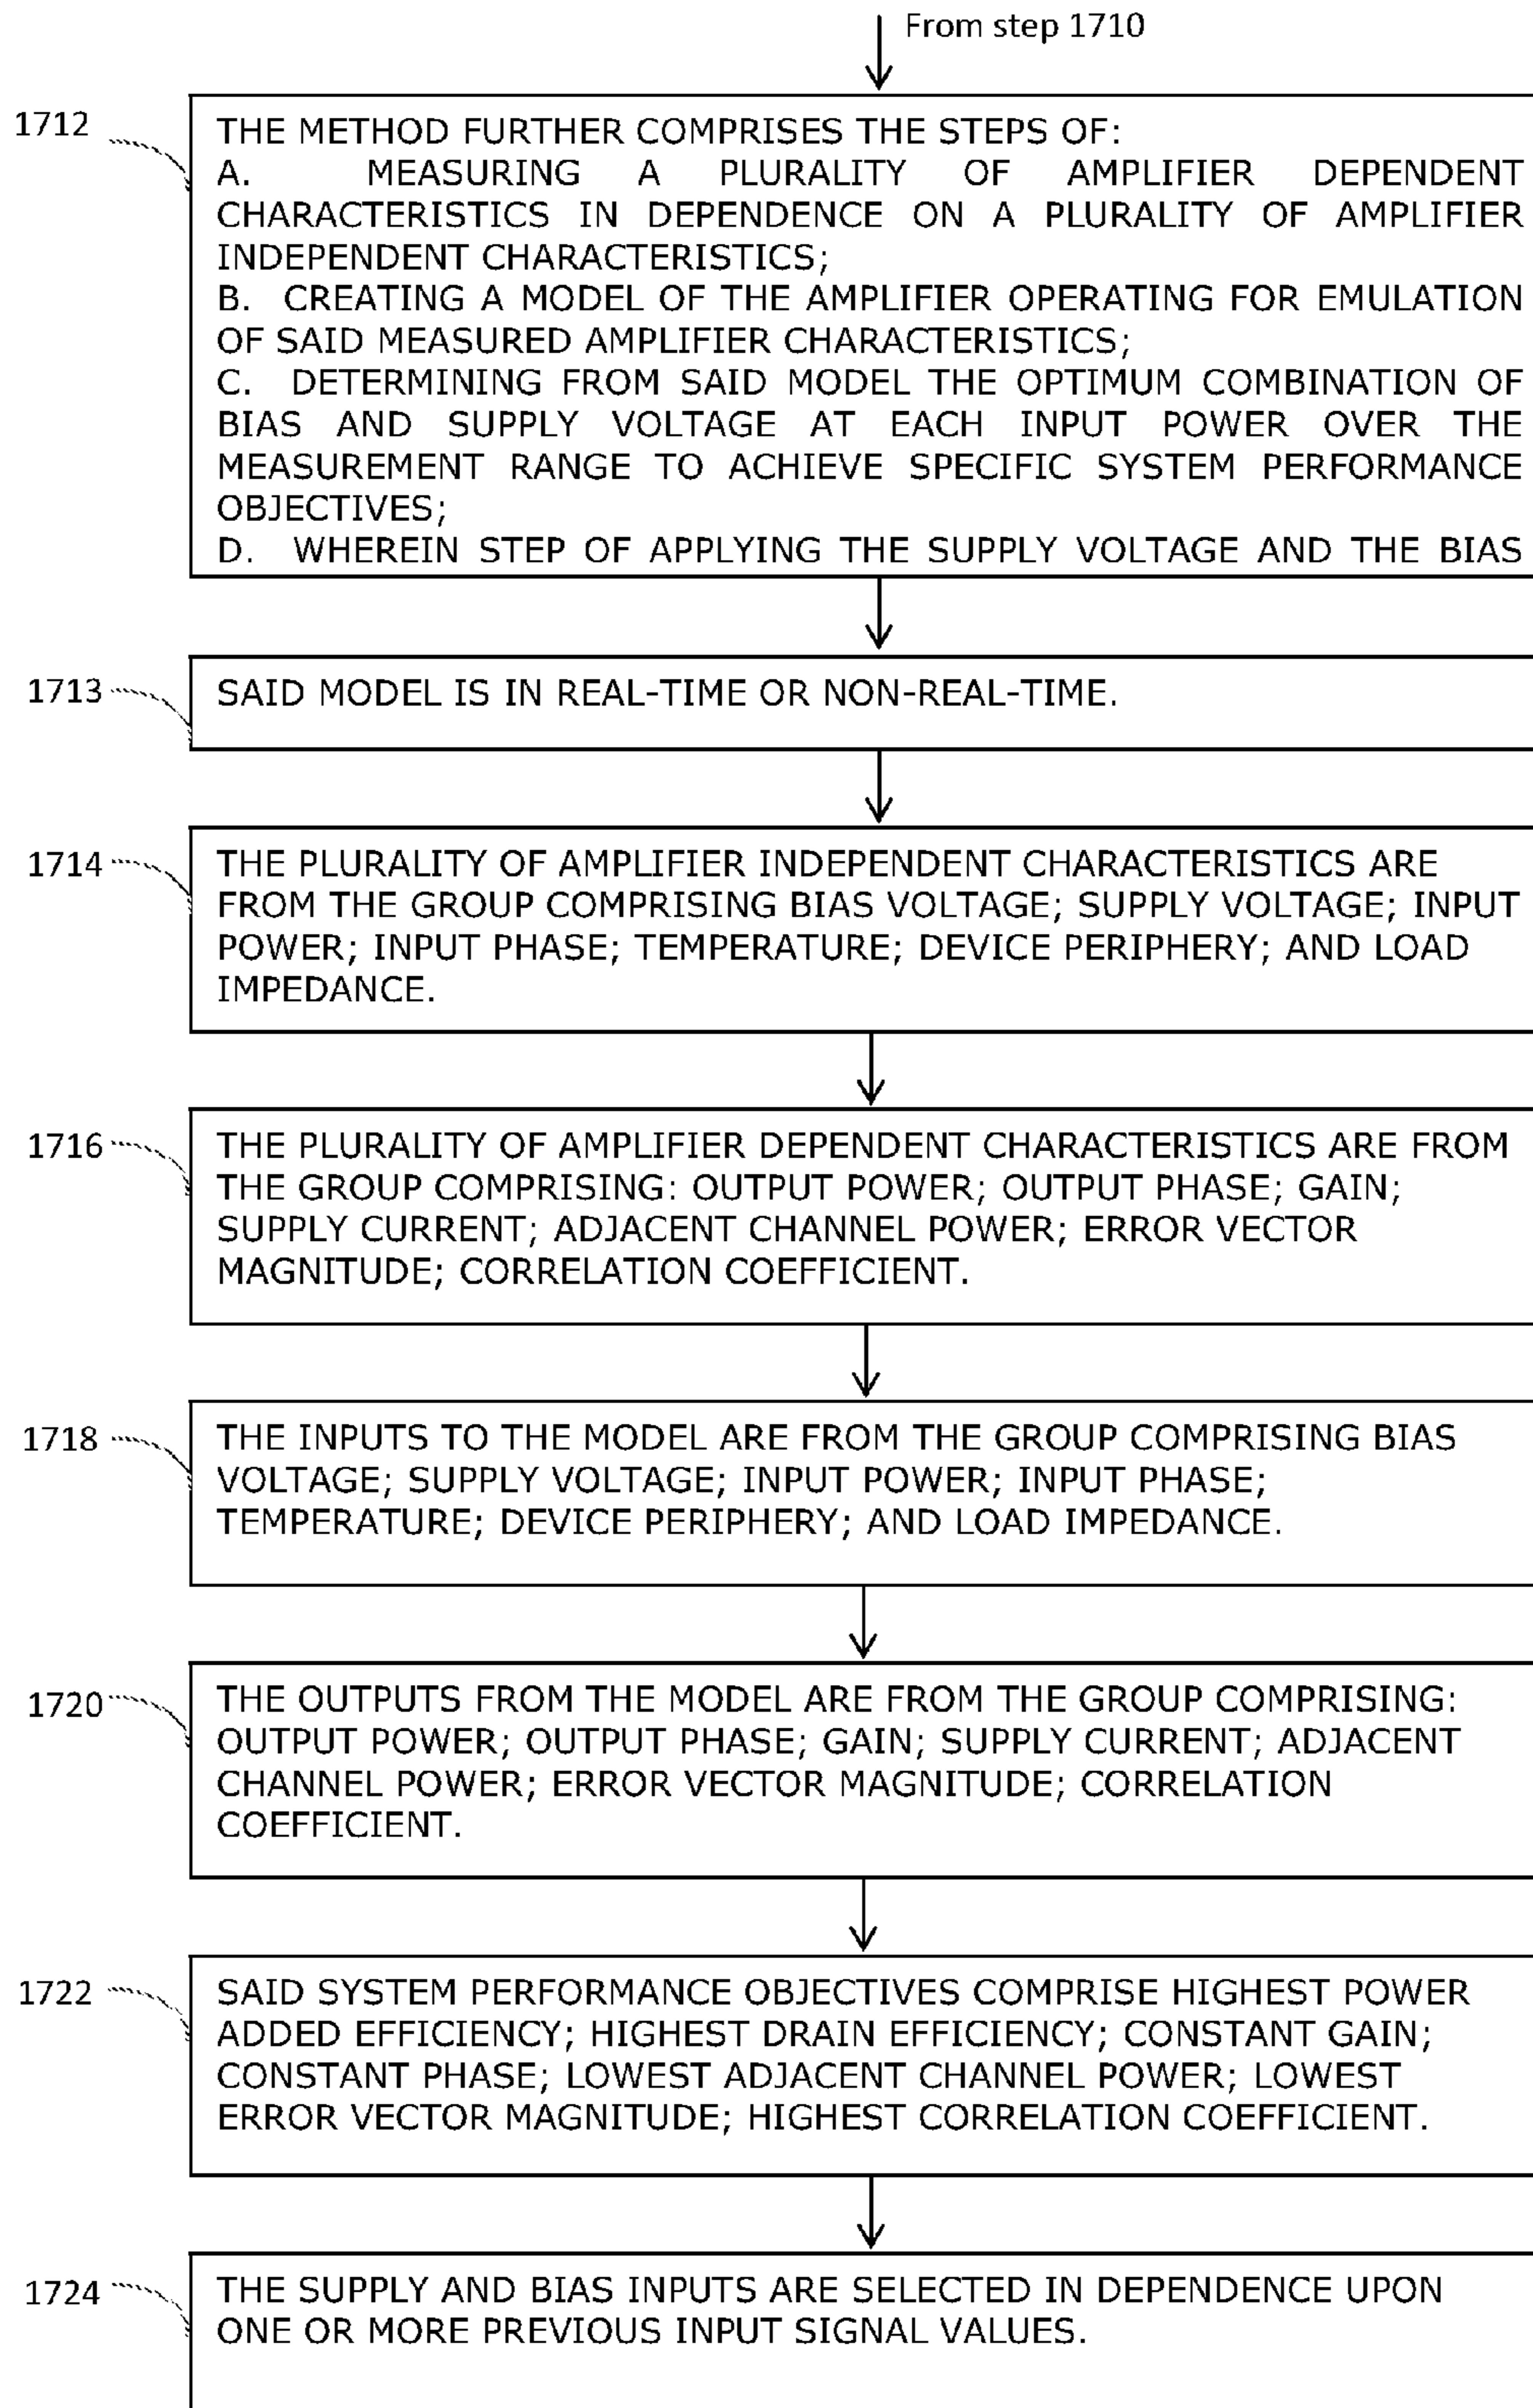 From step 1710
1712
THE METHOD FURTHER COMPRISES THE STEPS OF:
A. MEASURING A PLURALITY OF AMPLIFIER DEPENDENT
CHARACTERISTICS IN DEPENDENCE ON A PLURALITY OF AMPLIFIER
INDEPENDENT CHARACTERISTICS;
B. CREATING A MODEL OF THE AMPLIFIER OPERATING FOR EMULATION
OF SAID MEASURED AMPLIFIER CHARACTERISTICS;
C. DETERMINING FROM SAID MODEL THE OPTIMUM COMBINATION OF
BIAS AND SUPPLY VOLTAGE AT EACH INPUT POWER OVER THE
MEASUREMENT RANGE TO ACHIEVE SPECIFIC SYSTEM PERFORMANCE
OBJECTIVES;
D. WHEREIN STEP OF APPLYING THE SUPPLY VOLTAGE AND THE BIAS
1713
SAID MODEL IS IN REAL-TIME OR NON-REAL-TIME.
1714
THE PLURALITY OF AMPLIFIER INDEPENDENT CHARACTERISTICS ARE
FROM THE GROUP COMPRISING BIAS VOLTAGE; SUPPLY VOLTAGE; INPUT
POWER; INPUT PHASE; TEMPERATURE; DEVICE PERIPHERY; AND LOAD
IMPEDANCE.
1716
THE PLURALITY OF AMPLIFIER DEPENDENT CHARACTERISTICS ARE FROM
THE GROUP COMPRISING: OUTPUT POWER; OUTPUT PHASE; GAIN;
SUPPLY CURRENT; ADJACENT CHANNEL POWER; ERROR VECTOR
MAGNITUDE; CORRELATION COEFFICIENT.
1718
THE INPUTS TO THE MODEL ARE FROM THE GROUP COMPRISING BIAS
VOLTAGE; SUPPLY VOLTAGE; INPUT POWER; INPUT PHASE;
TEMPERATURE; DEVICE PERIPHERY; AND LOAD IMPEDANCE.
1720
THE OUTPUTS FROM THE MODEL ARE FROM THE GROUP COMPRISING:
OUTPUT POWER; OUTPUT PHASE; GAIN; SUPPLY CURRENT; ADJACENT
CHANNEL POWER; ERROR VECTOR MAGNITUDE; CORRELATION
COEFFICIENT.
1722
SAID SYSTEM PERFORMANCE OBJECTIVES COMPRISE HIGHEST POWER
ADDED EFFICIENCY; HIGHEST DRAIN EFFICIENCY; CONSTANT GAIN;
CONSTANT PHASE; LOWEST ADJACENT CHANNEL POWER; LOWEST
ERROR VECTOR MAGNITUDE; HIGHEST CORRELATION COEFFICIENT.
1724
THE SUPPLY AND BIAS INPUTS ARE SELECTED IN DEPENDENCE UPON
ONE OR MORE PREVIOUS INPUT SIGNAL VALUES.